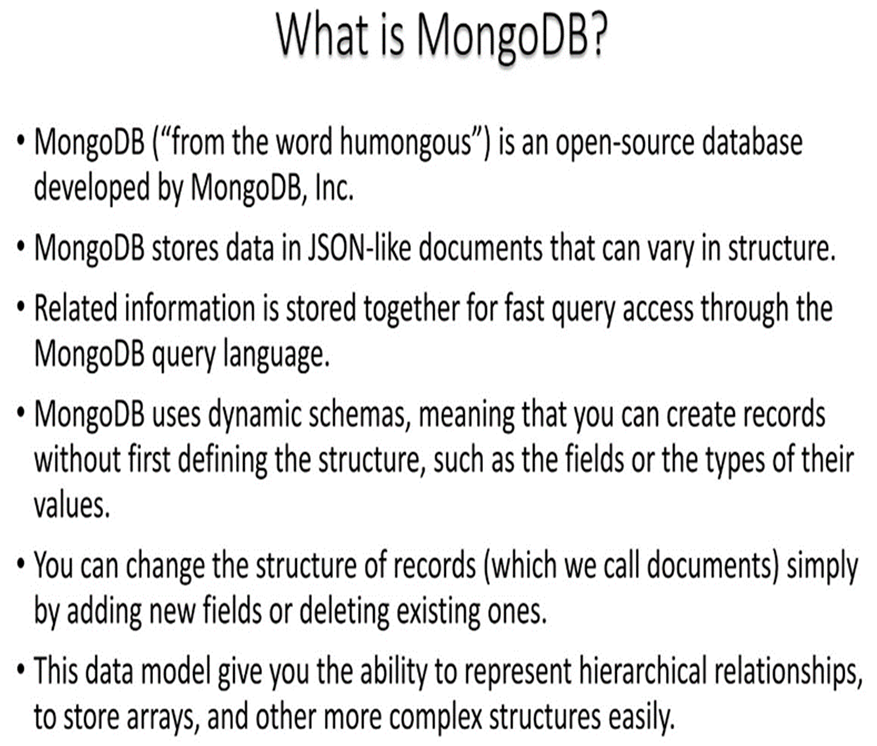 What is MongoDB?
• MongoDB (“from the word humongous”) is an open-source database
developed by MongoDB, Inc.
• MongoDB stores data in JSON-like documents that can vary in structure.
• Related information is stored together for fast query access through the
MongoDB query language.
• MongoDB uses dynamic schemas, meaning that you can create records
without first defining the structure, such as the fields or the types of their
values.
• You can change the structure of records (which we call documents) simply
by adding new fields or deleting existing ones.
• This data model give you the ability to represent hierarchical relationships,
to store arrays, and other more complex structures easily.